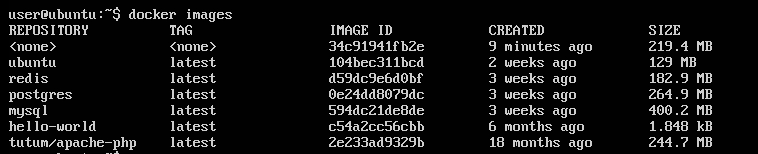 user@ubuntu:~$ docker images
REPOSITORY TAG IMAGE ID CREATED SIZE
<none> <none> 34c91941fb2e 9 minutes ago 219.4 MB
ubuntu latest 104bec311bcd 2 weeks ago 129 MB
redis latest d59dc9e6d0bf 3 weeks ago 182.9 MB
postgres latest 0e24dd8079dc 3 weeks ago 264.9 MB
mysql latest 594dc21de8de 3 weeks ago 400.2 MB
hello-world latest c54a2cc56cbb 6 months ago 1.848 kB
tutum/apache-php latest 2e233ad9329b 18 months ago 244.7 MB